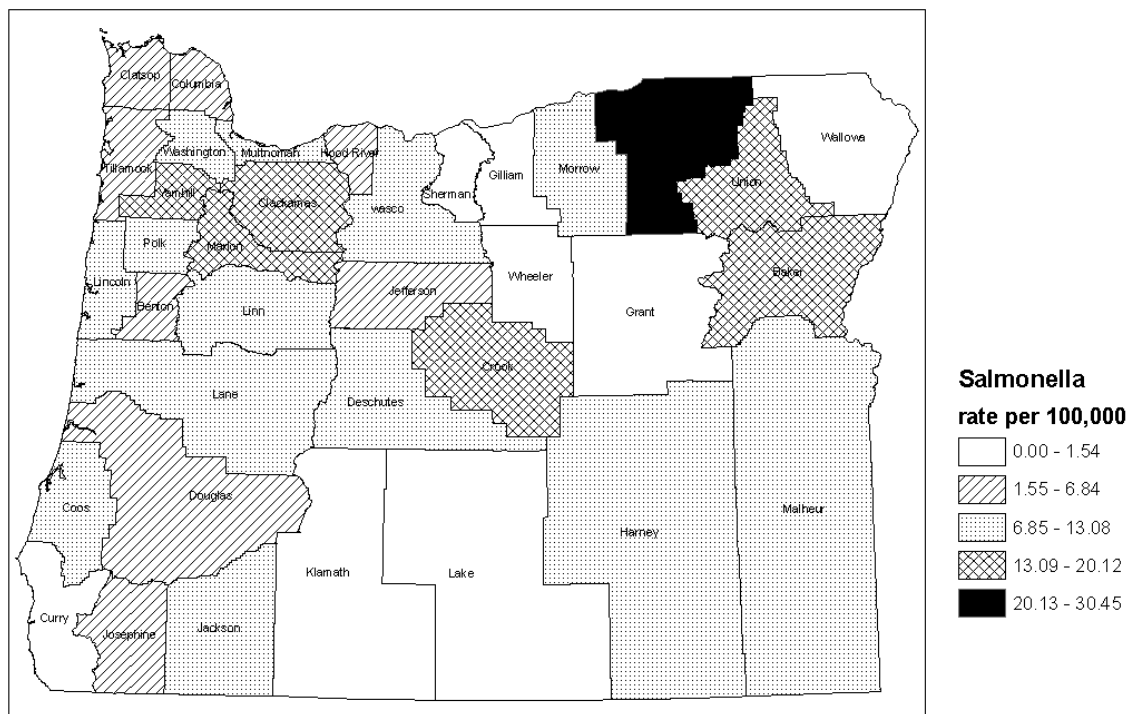 Clatsop
Columbia
Tillamook
Washington
Multnomah
Hood River
Yamhill
Clackamas
wasco
Sherman
Gilliam
Morrow
Union
Wallowa
Polk
Marion
Lincoln
Benton
Linn
Jefferson
Wheeler
Grant
Baker
Crook
Lane
Deschutes
Coos
Douglas
Harney
Malheur
Klamath
Lake
Curry
Josephine
Jackson
Salmonella
rate per 100,000
0.00 - 1.54
1.55 - 6.84
6.85 - 13.08
13.09 - 20.12
20.13 - 30.45